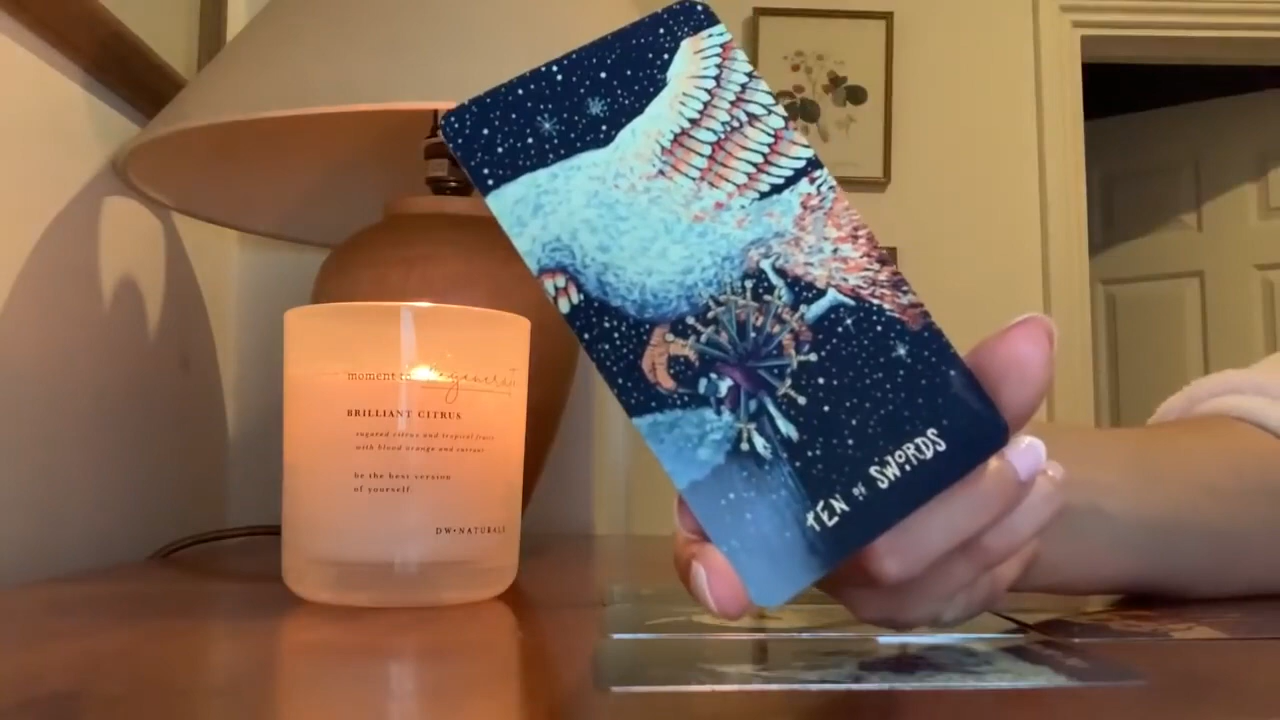 moment to
BRILLIANT CITRUS
sugared citrus and tropical fruits
with blood orange and currant
be the best version
of yourself.
DW•NATURALS
TEN OF SWORDS